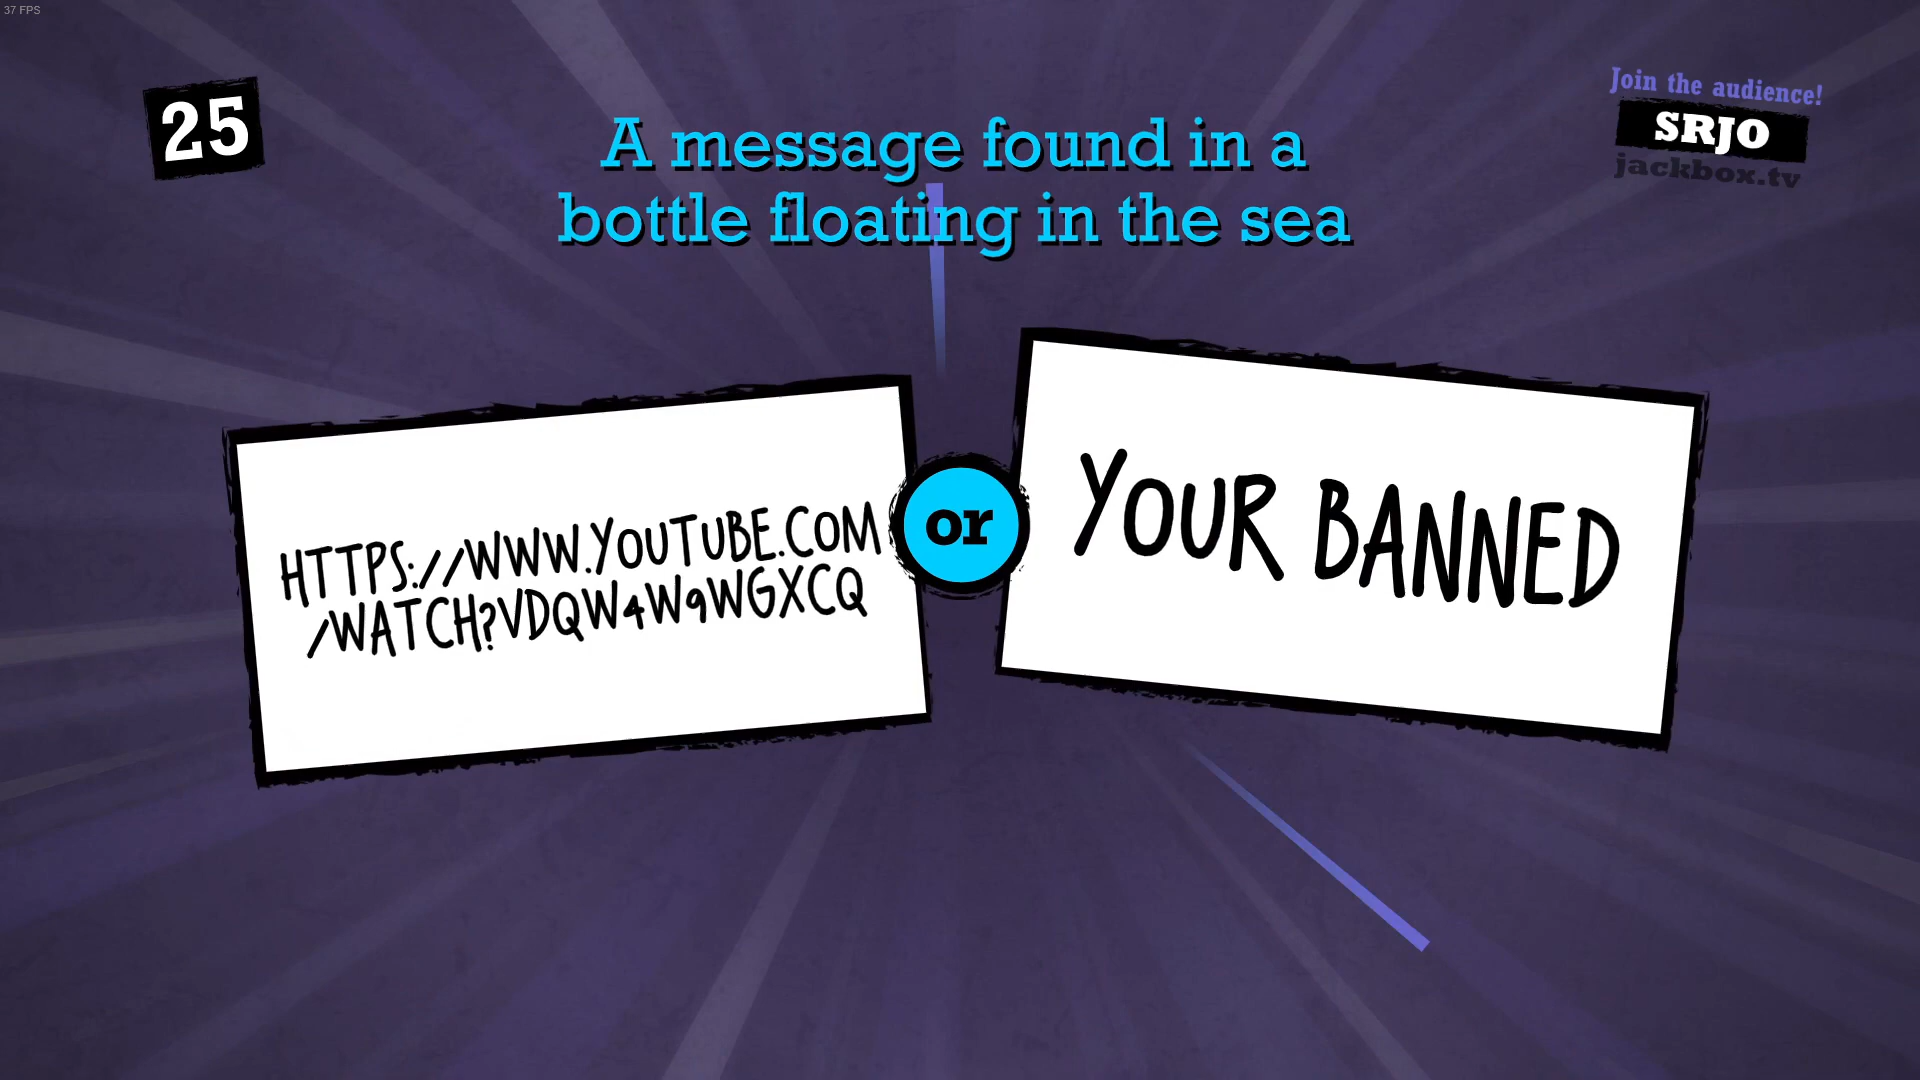 37 FPS
25
A message found in a
bottle floating in the sea
Join the audience!
SRJO
jackbox.tv
HTTPS://WWW.YOUTUBE.COM
/WATCH?VDQW4W9WGXCQ
or
YOUR BANNED